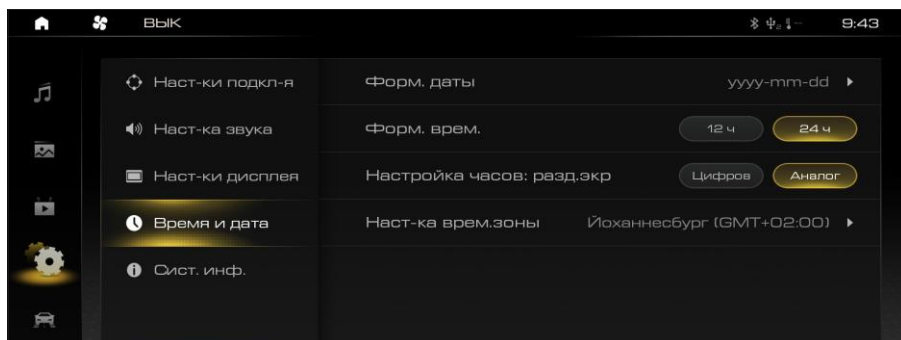 ВЫК 9:43
Наст-ки подкл-я
Форм. даты yyyy-mm-dd
Наст-ка звука
Форм. врем. 12 ч 24 ч
Наст-ки дисплея
Настройка часов: разд.экр Цифров Аналог
Время и дата
Наст-ка врем.зоны Йоханнесбург (GMT+02:00)
Сист. инф.